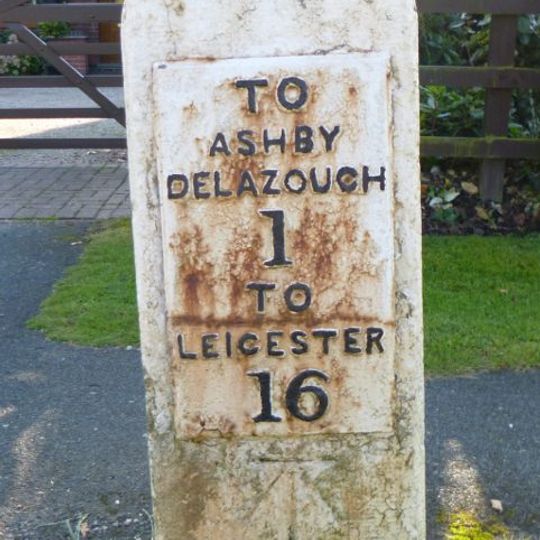 TO
ASHBY
DELAZOUCH
1
TO
LEICESTER
16